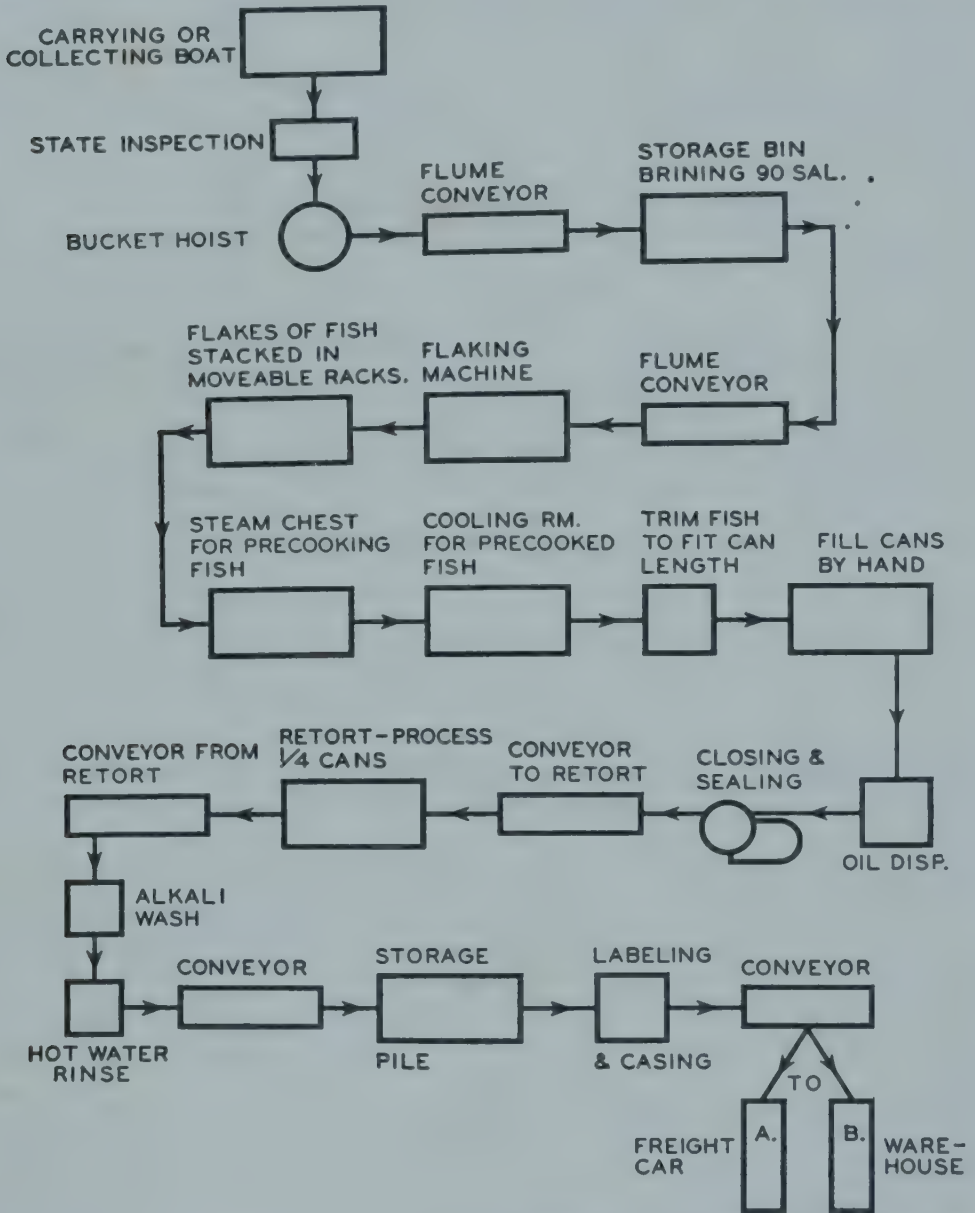 CARRYING OR
COLLECTING BOAT
STATE INSPECTION
BUCKET HOIST
FLUME
CONVEYOR
STORAGE BIN
BRINING 90 SAL.
FLUME
CONVEYOR
FLAKING
MACHINE
FLAKES OF FISH
STACKED IN
MOVEABLE RACKS.
STEAM CHEST
FOR PRECOOKING
FISH
COOLING RM.
FOR PRECOOKED
FISH
TRIM FISH
TO FIT CAN
LENGTH
FILL CANS
BY HAND
OIL DISP.
CLOSING &
SEALING
CONVEYOR
TO RETORT
RETORT-PROCESS
1/4 CANS
CONVEYOR FROM
RETORT
ALKALI
WASH
HOT WATER
RINSE
CONVEYOR
STORAGE
PILE
LABELING
& CASING
CONVEYOR
TO
A.
FREIGHT
CAR
B.
WARE-
HOUSE